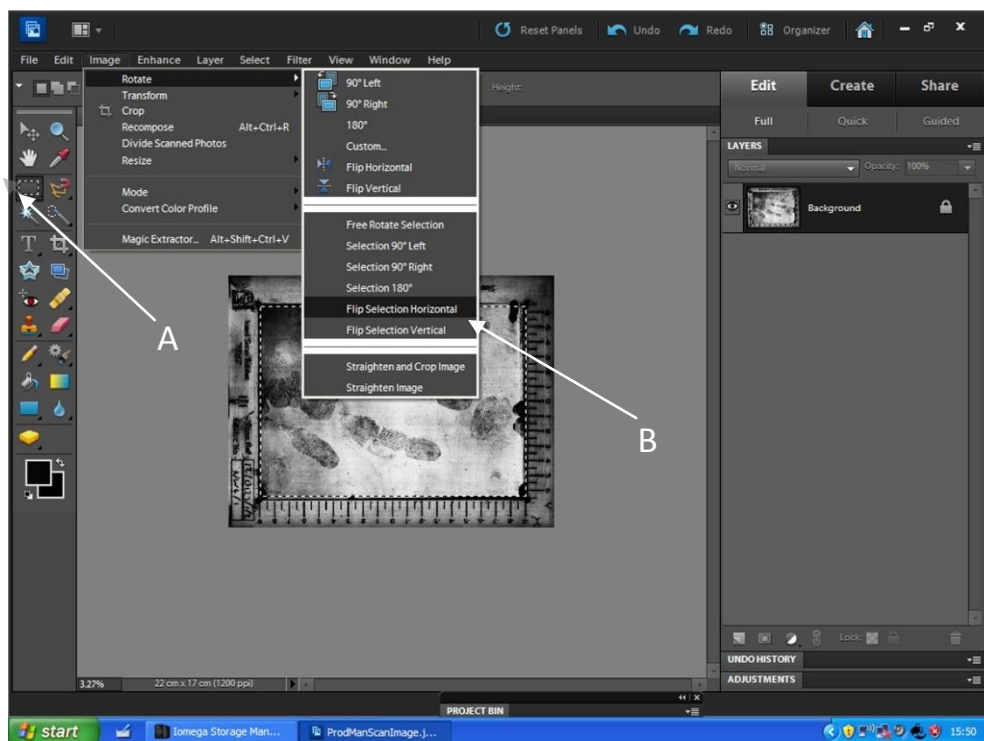 Reset Panels Undo Redo Organizer
File Edit Image Enhance Layer Select Filter View Window Help
Height:
Rotate
Transform
Crop
Recompose Alt+Ctrl+R
Divide Scanned Photos
Resize
Mode
Convert Color Profile
Magic Extractor... Alt+Shift+Ctrl+V
90° Left
90° Right
180°
Custom...
Flip Horizontal
Flip Vertical
Free Rotate Selection
Selection 90° Left
Selection 90° Right
Selection 180°
Flip Selection Horizontal
Flip Selection Vertical
Straighten and Crop Image
Straighten Image
A
B
Edit Create Share
Full Quick Guided
LAYERS
Normal Opacity: 100%
Background
Lock:
UNDO HISTORY
ADJUSTMENTS
3.27% 22 cm x 17 cm (1200 ppi)
PROJECT BIN
start Iomega Storage Man... ProdManScanImage.j... 15:50